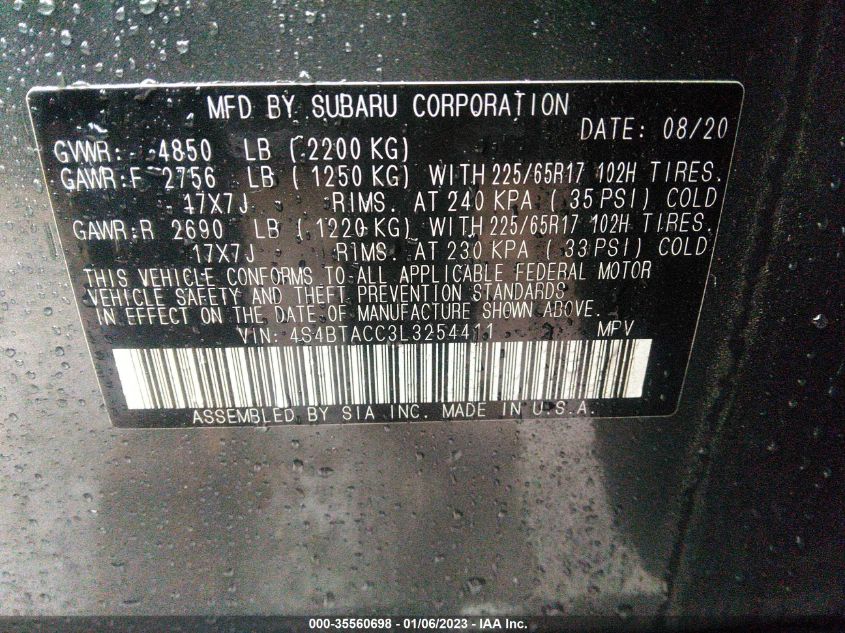 MFD BY SUBARU CORPORATION
DATE: 08/20
GVWR: 4850 LB (2200 KG)
GAWR:F 2756 LB (1250 KG) WITH 225/65R17 102H TIRES.
17X7J RIMS. AT 240 KPA (35 PSI) COLD
GAWR:R 2690 LB (1220 KG) WITH 225/65R17 102H TIRES.
17X7J RIMS. AT 230 KPA (33 PSI) COLD
THIS VEHICLE CONFORMS TO ALL APPLICABLE FEDERAL MOTOR
VEHICLE SAFETY AND THEFT PREVENTION STANDARDS
IN EFFECT ON THE DATE OF MANUFACTURE SHOWN ABOVE.
VIN: 4S4BTACC3L3254411 MPV
ASSEMBLED BY SIA INC. MADE IN U.S.A.
000-35560698 - 01/06/2023 - IAA Inc.